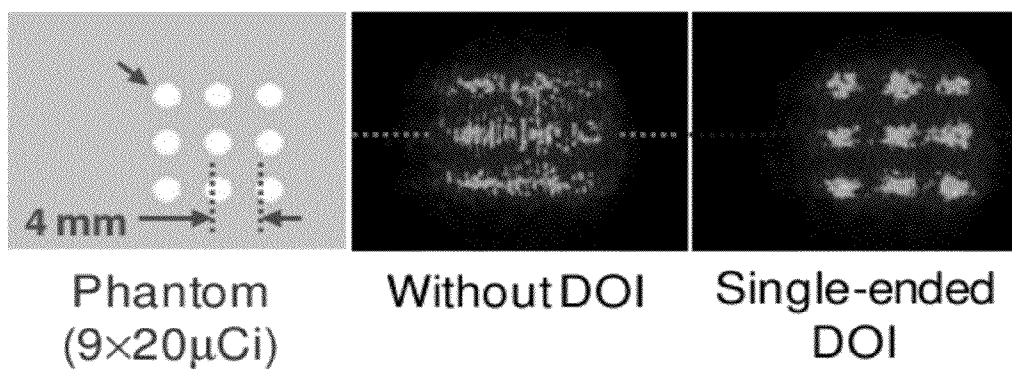 4 mm
Phantom
(9×20µCi)
Without DOI
Single-ended
DOI